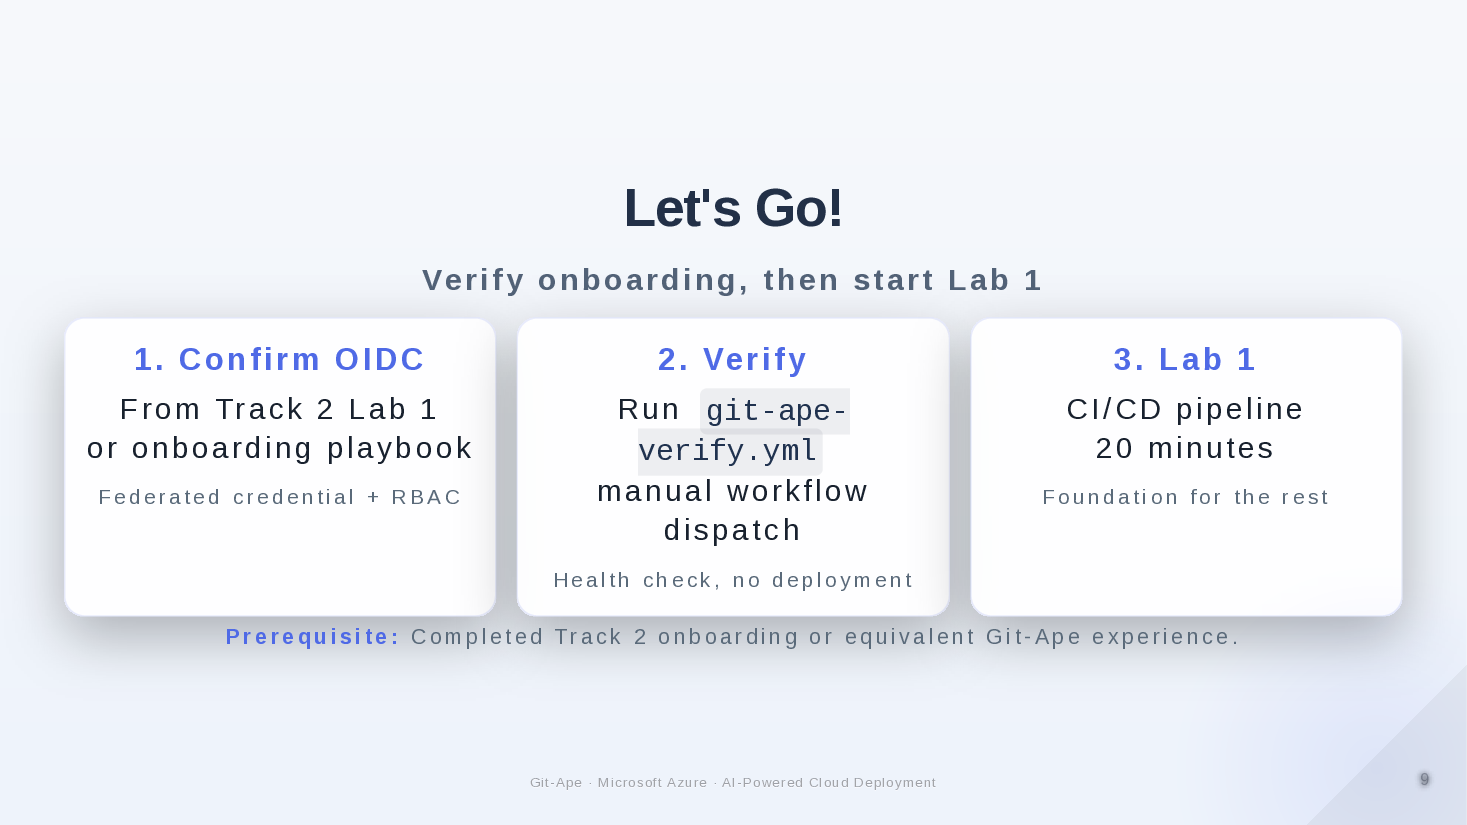 Let's Go!
Verify onboarding, then start Lab 1
1. Confirm OIDC
From Track 2 Lab 1
or onboarding playbook
Federated credential + RBAC
2. Verify
Run git-ape-
verify.yml
manual workflow
dispatch
Health check, no deployment
3. Lab 1
CI/CD pipeline
20 minutes
Foundation for the rest
Prerequisite: Completed Track 2 onboarding or equivalent Git-Ape experience.
Git-Ape · Microsoft Azure · AI-Powered Cloud Deployment
9